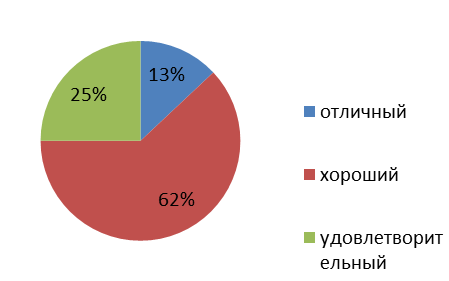 13%
25%
62%
отличный
хороший
удовлетворит
ельный